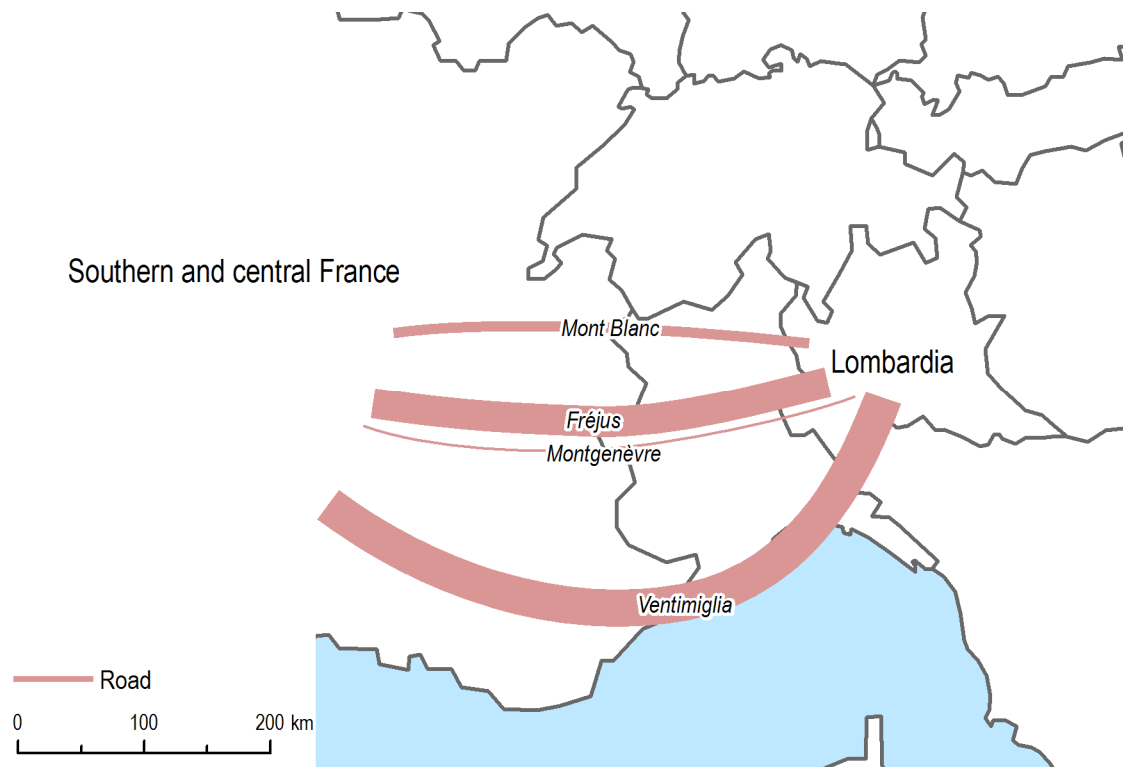 Southern and central France
Mont Blanc
Lombardia
Fréjus
Montgenèvre
Ventimiglia
Road
0 100 200 km